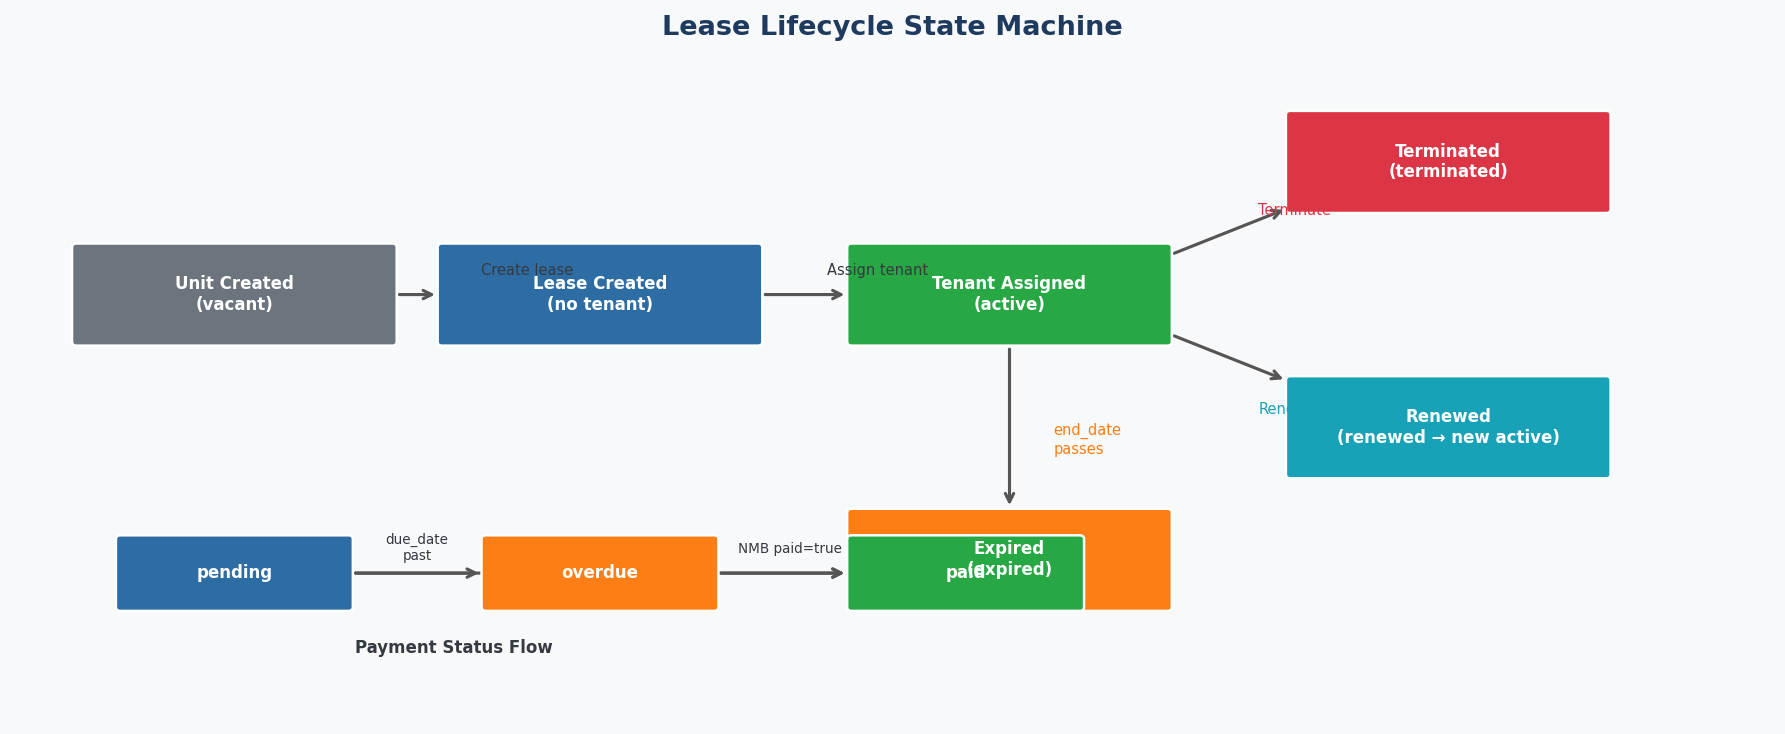 Lease Lifecycle State Machine
Terminated
(terminated)
Terminate
Unit Created
(vacant)
Create lease
Lease Created
(no tenant)
Assign tenant
Tenant Assigned
(active)
Renewed
(renewed → new active)
end_date
passes
pending
due_date
past
overdue
NMB paid=true
paid
Expired
(expired)
Payment Status Flow